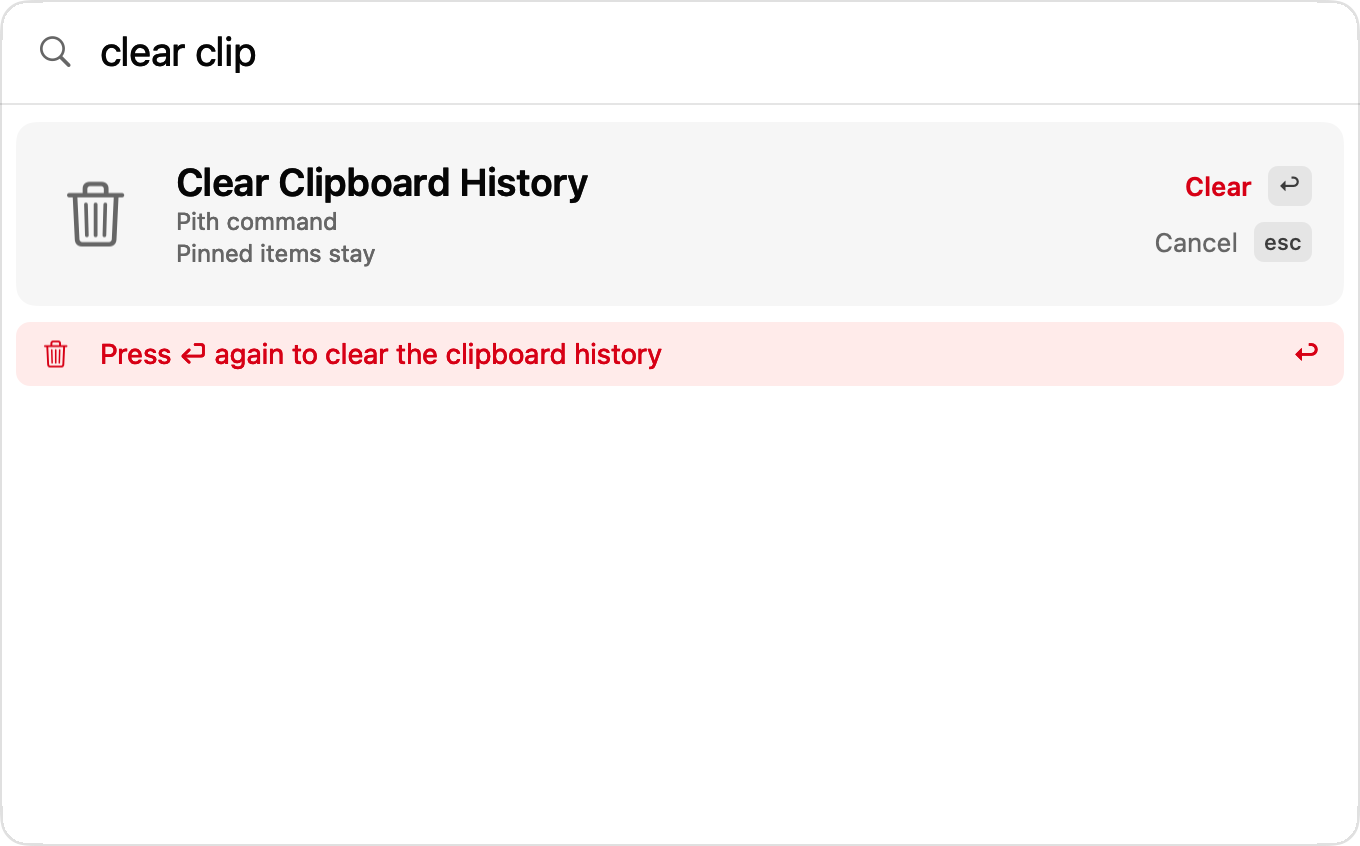 clear clip
Clear Clipboard History
Pith command
Pinned items stay
Clear ↩
Cancel esc
Press ↩ again to clear the clipboard history ↩